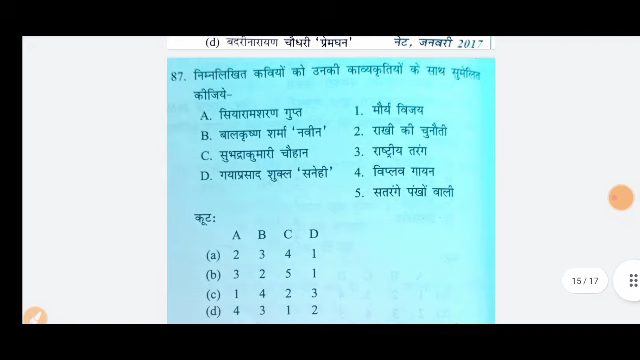 (d) बदरीनारायण चौधरी 'प्रेमघन' नेट, जनवरी 2017
87. निम्नलिखित कवियों को उनकी काव्यकृतियों के साथ सुमेलित
कीजिये–
A. सियारामशरण गुप्त 1. मौर्य विजय
B. बालकृष्ण शर्मा 'नवीन' 2. राखी की चुनौती
C. सुभद्राकुमारी चौहान 3. राष्ट्रीय तरंग
D. गयाप्रसाद शुक्ल 'सनेही' 4. विप्लव गायन
5. सतरंगे पंखों वाली
कूटः
A B C D
(a) 2 3 4 1
(b) 3 2 5 1
(c) 1 4 2 3
(d) 4 3 1 2
15 / 17